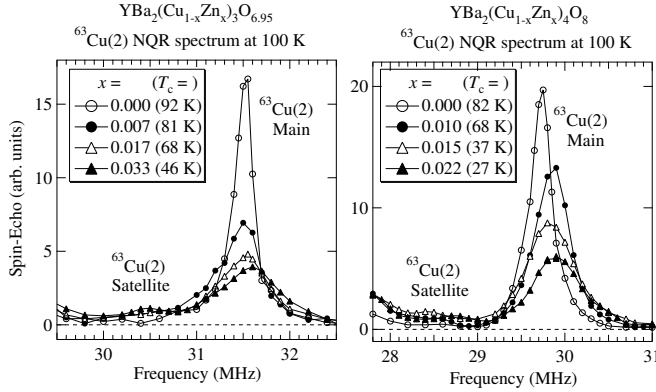 YBa2(Cu1-xZnx)3O6.95
63Cu(2) NQR spectrum at 100 K
x = (Tc = )
0.000 (92 K)
0.007 (81 K)
0.017 (68 K)
0.033 (46 K)
63Cu(2)
Main
63Cu(2)
Satellite
Spin-Echo (arb. units)
15
10
5
0
30 31 32
Frequency (MHz)
YBa2(Cu1-xZnx)4O8
63Cu(2) NQR spectrum at 100 K
x = (Tc = )
0.000 (82 K)
0.010 (68 K)
0.015 (37 K)
0.022 (27 K)
63Cu(2)
Main
63Cu(2)
Satellite
20
10
0
28 29 30 31
Frequency (MHz)